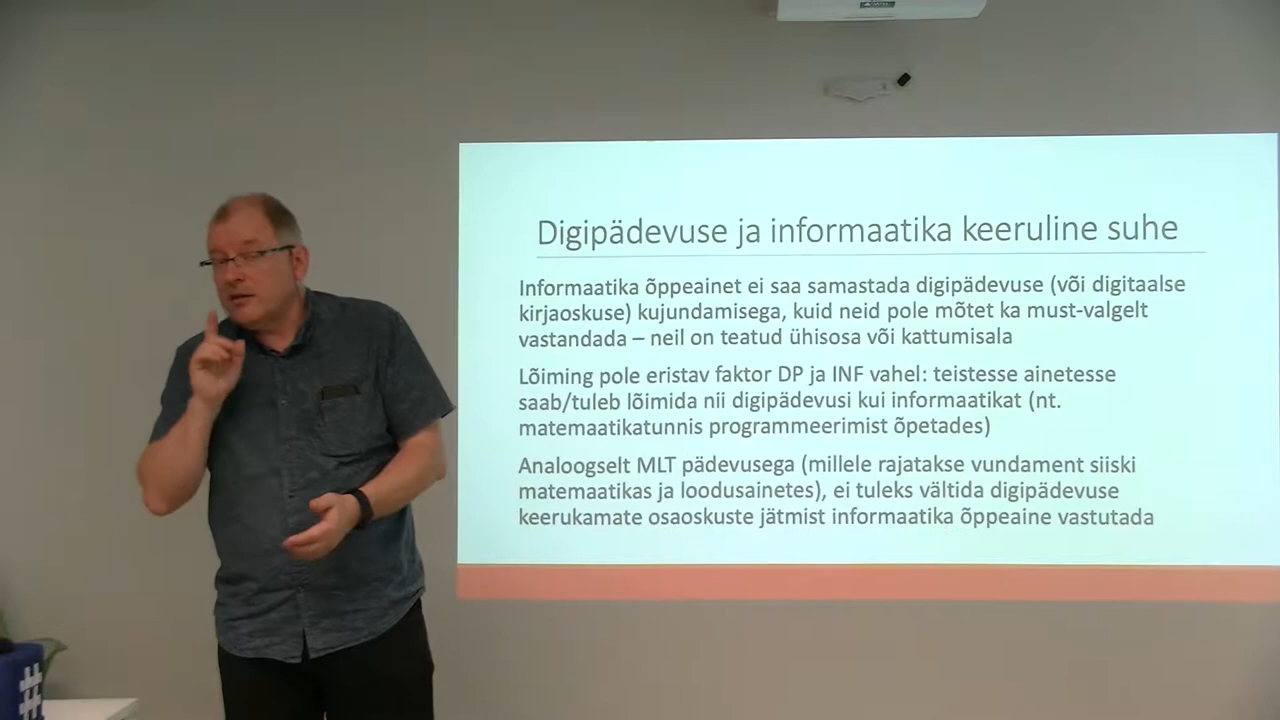 Digipädevuse ja informaatika keeruline suhe
Informaatika õppeainet ei saa samastada digipädevuse (või digitaalse
kirjaoskuse) kujundamisega, kuid neid pole mõtet ka must-valgelt
vastandada – neil on teatud ühisosa või kattumisala
Lõiming pole eristav faktor DP ja INF vahel: teistesse ainetesse
saab/tuleb lõimida nii digipädevusi kui informaatikat (nt.
matemaatikatunnis programmeerimist õpetades)
Analoogselt MLT pädevusega (millele rajatakse vundament siiski
matemaatikas ja loodusainetes), ei tuleks vältida digipädevuse
keerukamate osaoskuste jätmist informaatika õppeaine vastutada
#